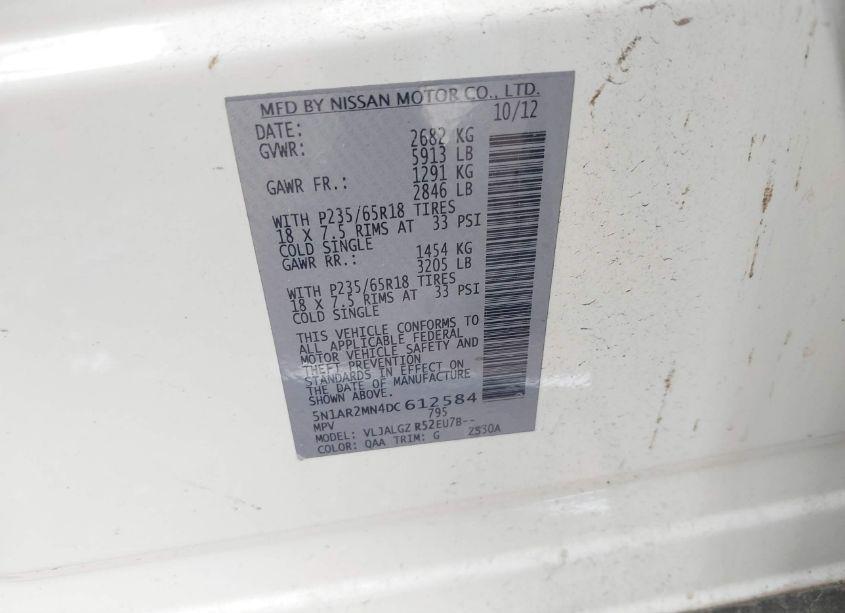 MFD BY NISSAN MOTOR CO., LTD.
DATE: 10/12
GVWR: 2682 KG
5913 LB
GAWR FR.: 1291 KG
2846 LB
WITH P235/65R18 TIRES
18 X 7.5 RIMS AT 33 PSI
COLD SINGLE
GAWR RR.: 1454 KG
3205 LB
WITH P235/65R18 TIRES
18 X 7.5 RIMS AT 33 PSI
COLD SINGLE
THIS VEHICLE CONFORMS TO
ALL APPLICABLE FEDERAL
MOTOR VEHICLE SAFETY AND
THEFT PREVENTION
STANDARDS IN EFFECT ON
THE DATE OF MANUFACTURE
SHOWN ABOVE.
5N1AR2MN4DC 612584
MPV 795
MODEL: VLJALGZ R52EU7B--
COLOR: QAA TRIM: G